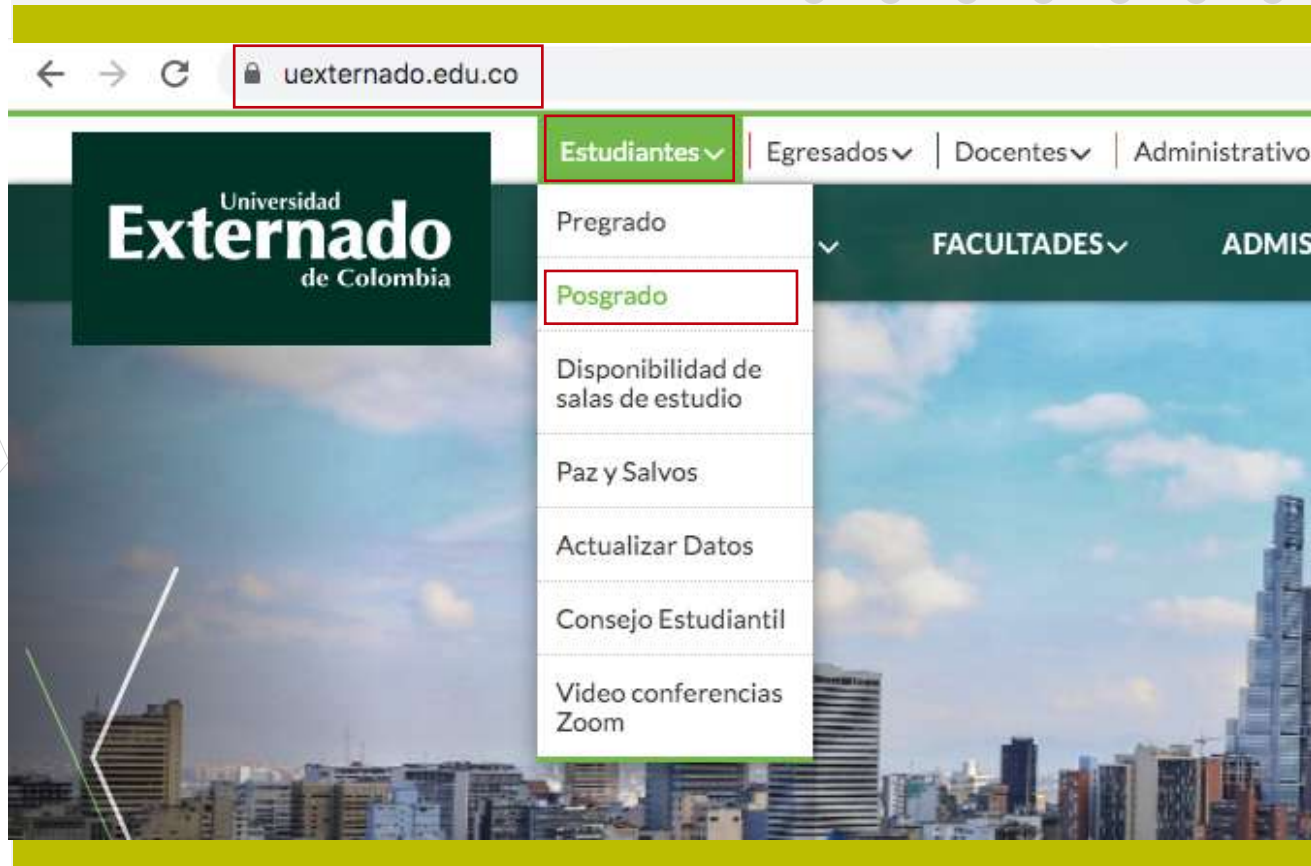 uexternado.edu.co
Estudiantes Egresados Docentes Administrativo
Universidad
Externado
de Colombia
FACULTADES ADMIS
Pregrado
Posgrado
Disponibilidad de
salas de estudio
Paz y Salvos
Actualizar Datos
Consejo Estudiantil
Video conferencias
Zoom